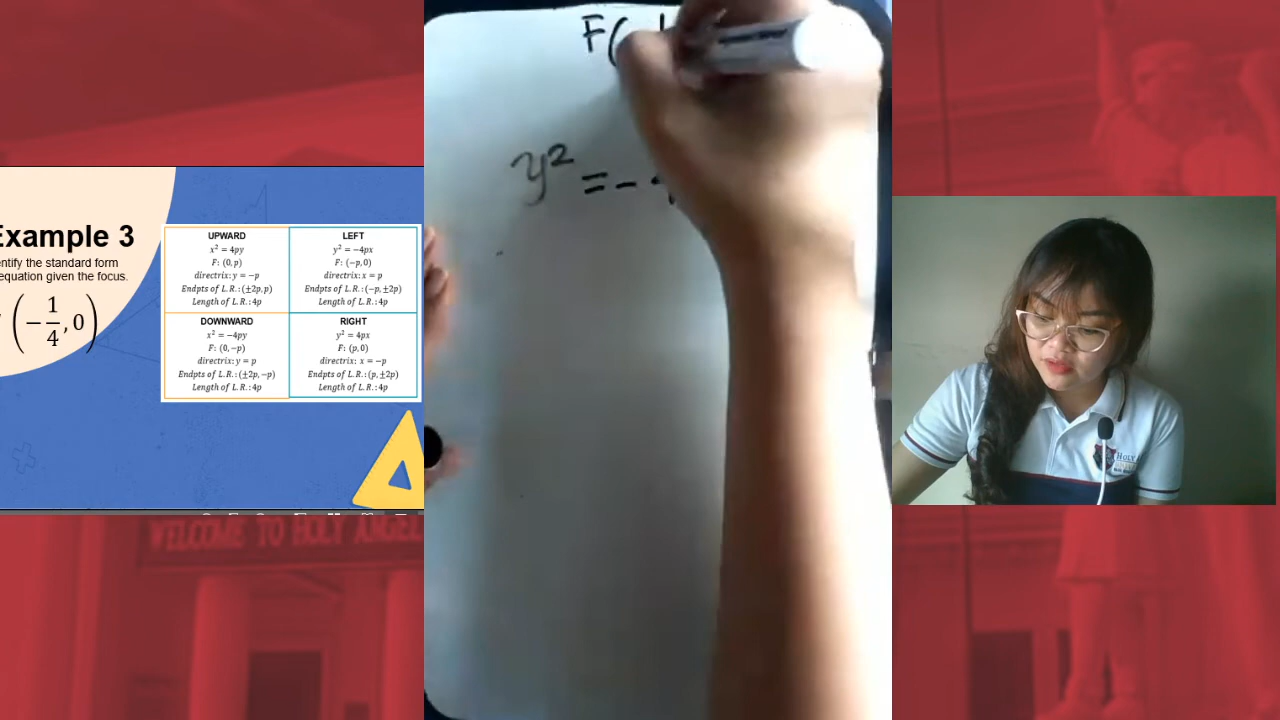 Example 3
entify the standard form
equation given the focus.
(-1/4, 0)
UPWARD
x² = 4py
F: (0, p)
directrix: y = −p
Endpts of L.R.: (±2p, p)
Length of L.R.: 4p
LEFT
y² = −4px
F: (−p, 0)
directrix: x = p
Endpts of L.R.: (−p, ±2p)
Length of L.R.: 4p
DOWNWARD
x² = −4py
F: (0, −p)
directrix: y = p
Endpts of L.R.: (±2p, −p)
Length of L.R.: 4p
RIGHT
y² = 4px
F: (p, 0)
directrix: x = −p
Endpts of L.R.: (p, ±2p)
Length of L.R.: 4p
F(
y² = -
WELCOME TO HOLY ANGEL
HOLY